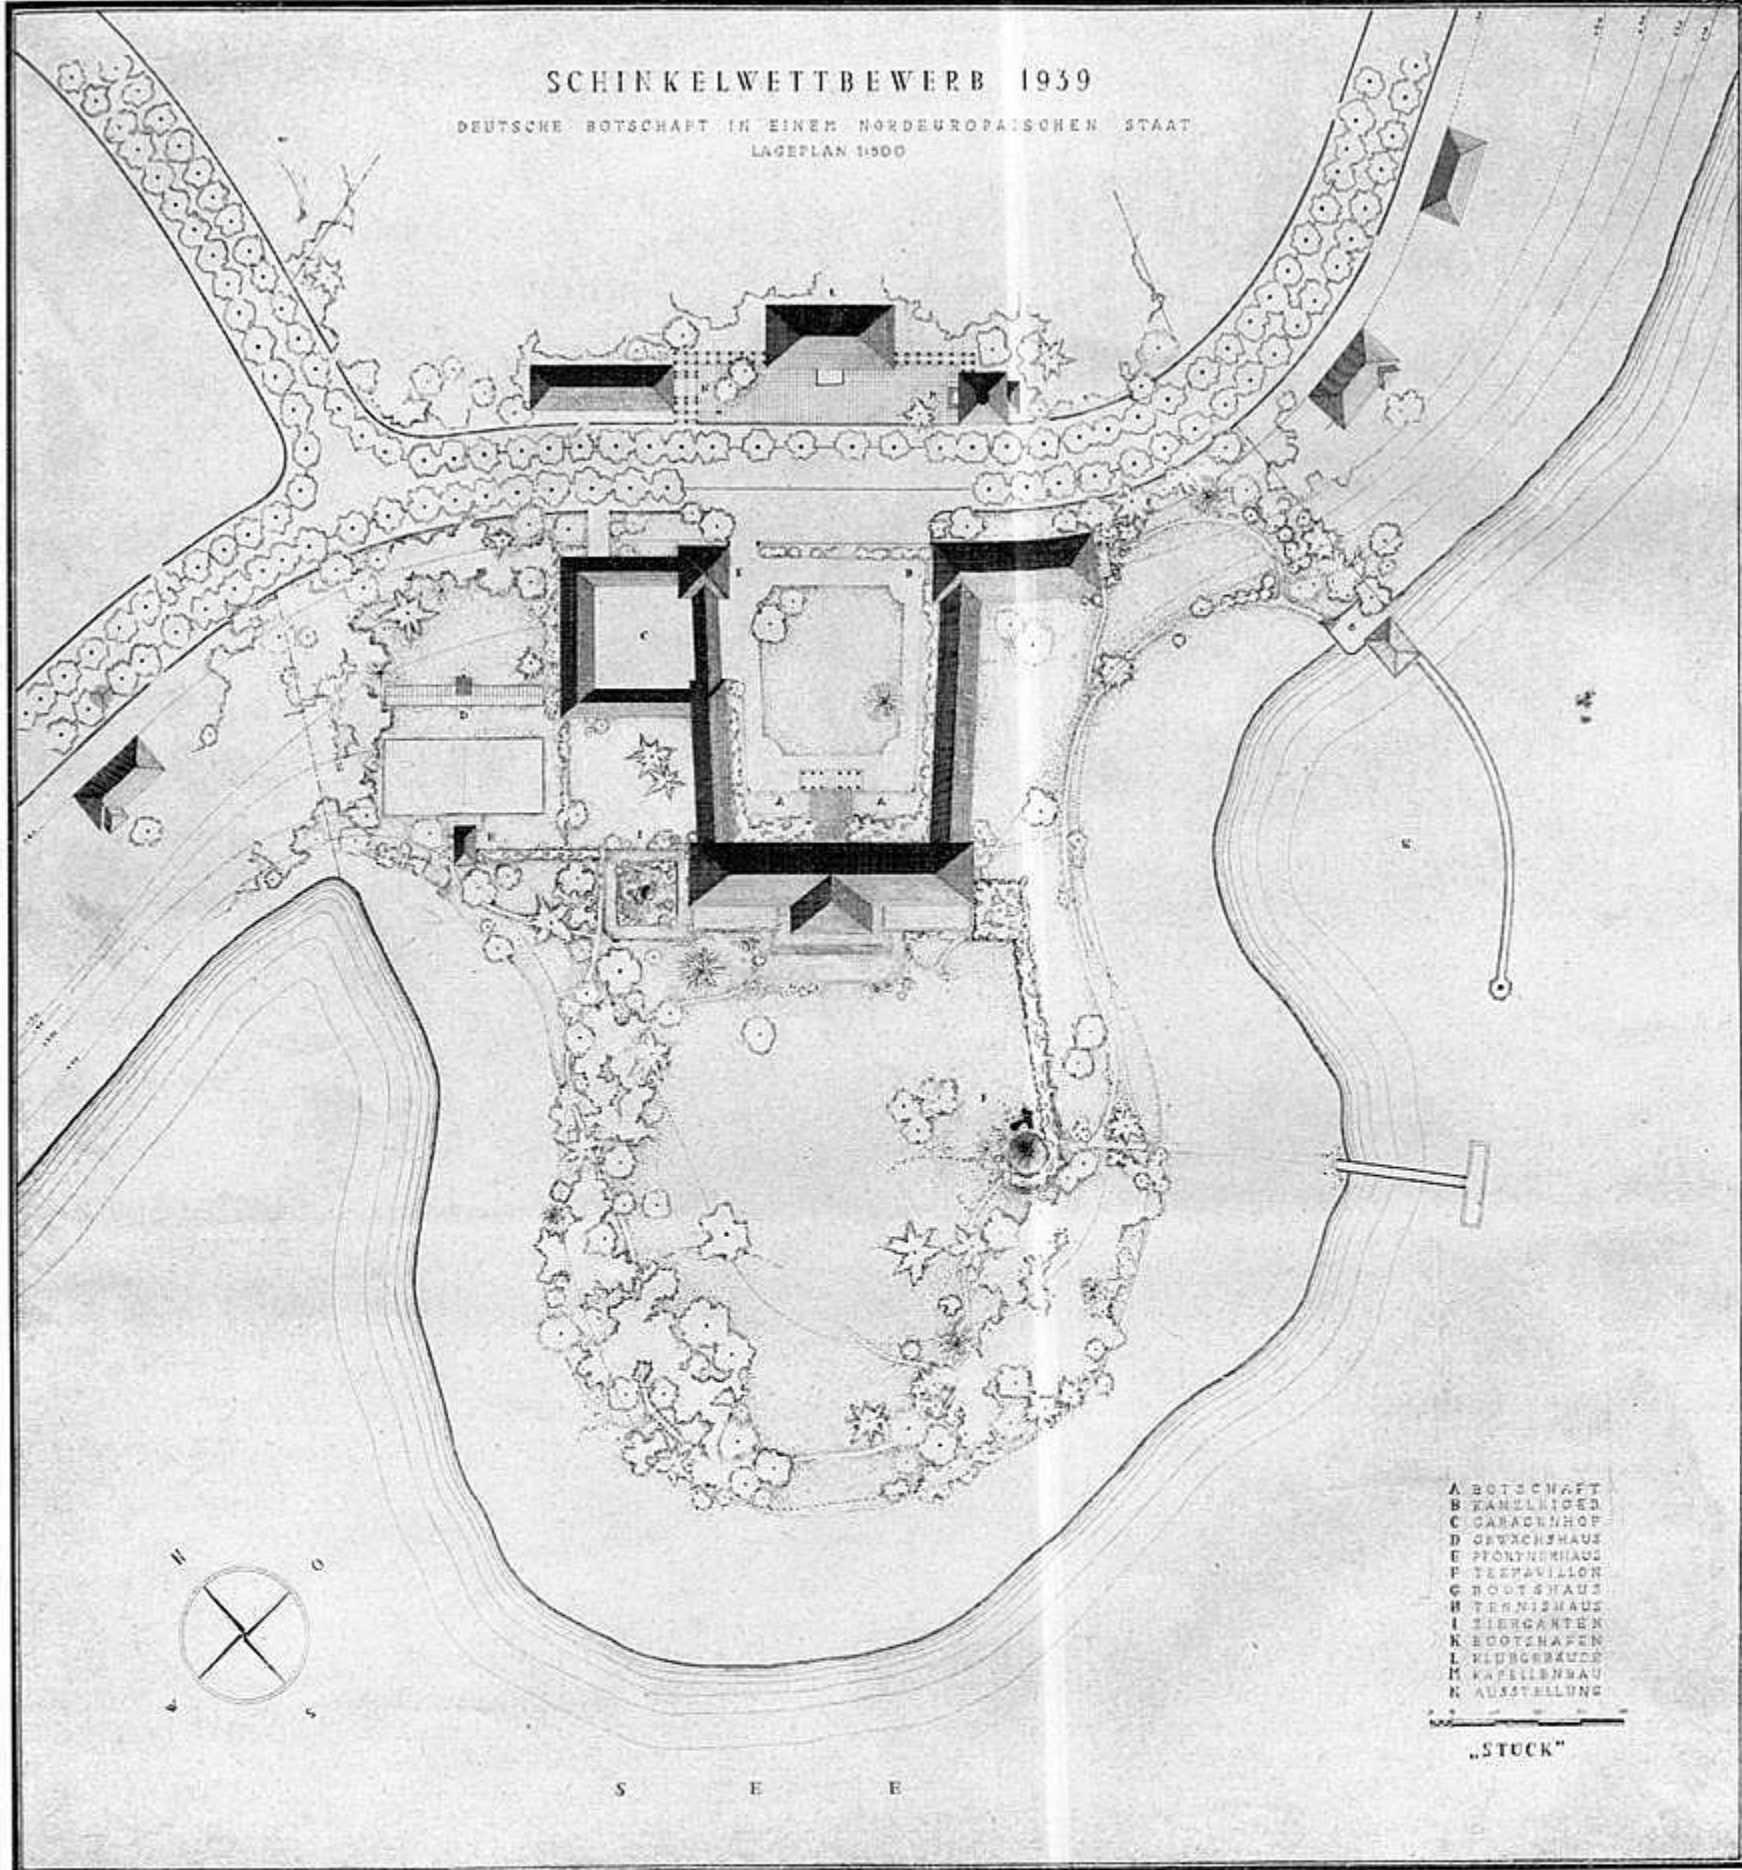 SCHINKELWETTBEWERB 1939
DEUTSCHE BOTSCHAFT IN EINEM NORDEUROPÄISCHEN STAAT
LAGEPLAN 1:500
L
N
M
E
B
C
G
D
A A
H
I
K
F
N
O
W
S
A BOTSCHAFT
B KANZLEIGEB
C GARAGENHOF
D GEWÄCHSHAUS
E PFÖRTNERHAUS
F TEEPAVILLON
G BOOTSHAUS
H TENNISHAUS
I ZIERGARTEN
K BOOTSHAFEN
L KLUBGEBÄUDE
M KAPELLENBAU
N AUSSTELLUNG
„STUCK"
S E E